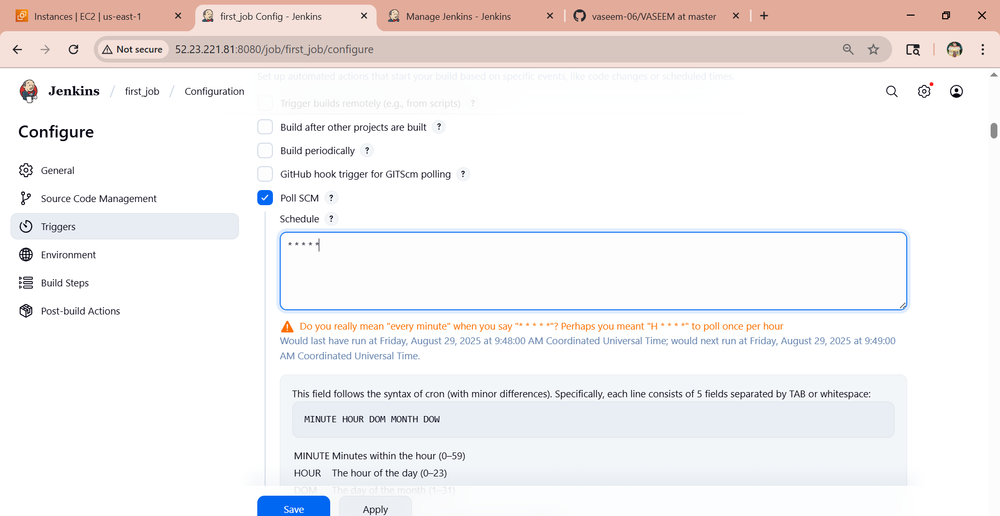 Instances | EC2 | us-east-1
first_job Config - Jenkins
Manage Jenkins - Jenkins
vaseem-06/VASEEM at master
Not secure
52.23.221.81:8080/job/first_job/configure
Jenkins / first_job / Configuration
Set up automated actions that start your build based on specific events, like code changes or scheduled times.
Configure
General
Source Code Management
Triggers
Environment
Build Steps
Post-build Actions
Trigger builds remotely (e.g., from scripts) ?
Build after other projects are built ?
Build periodically ?
GitHub hook trigger for GITScm polling ?
Poll SCM ?
Schedule ?
* * * * *
Do you really mean "every minute" when you say "* * * * *"? Perhaps you meant "H * * * *" to poll once per hour
Would last have run at Friday, August 29, 2025 at 9:48:00 AM Coordinated Universal Time; would next run at Friday, August 29, 2025 at 9:49:00
AM Coordinated Universal Time.
This field follows the syntax of cron (with minor differences). Specifically, each line consists of 5 fields separated by TAB or whitespace:
MINUTE HOUR DOM MONTH DOW
MINUTE Minutes within the hour (0–59)
HOUR The hour of the day (0–23)
DOM The day of the month (1–31)
Save
Apply